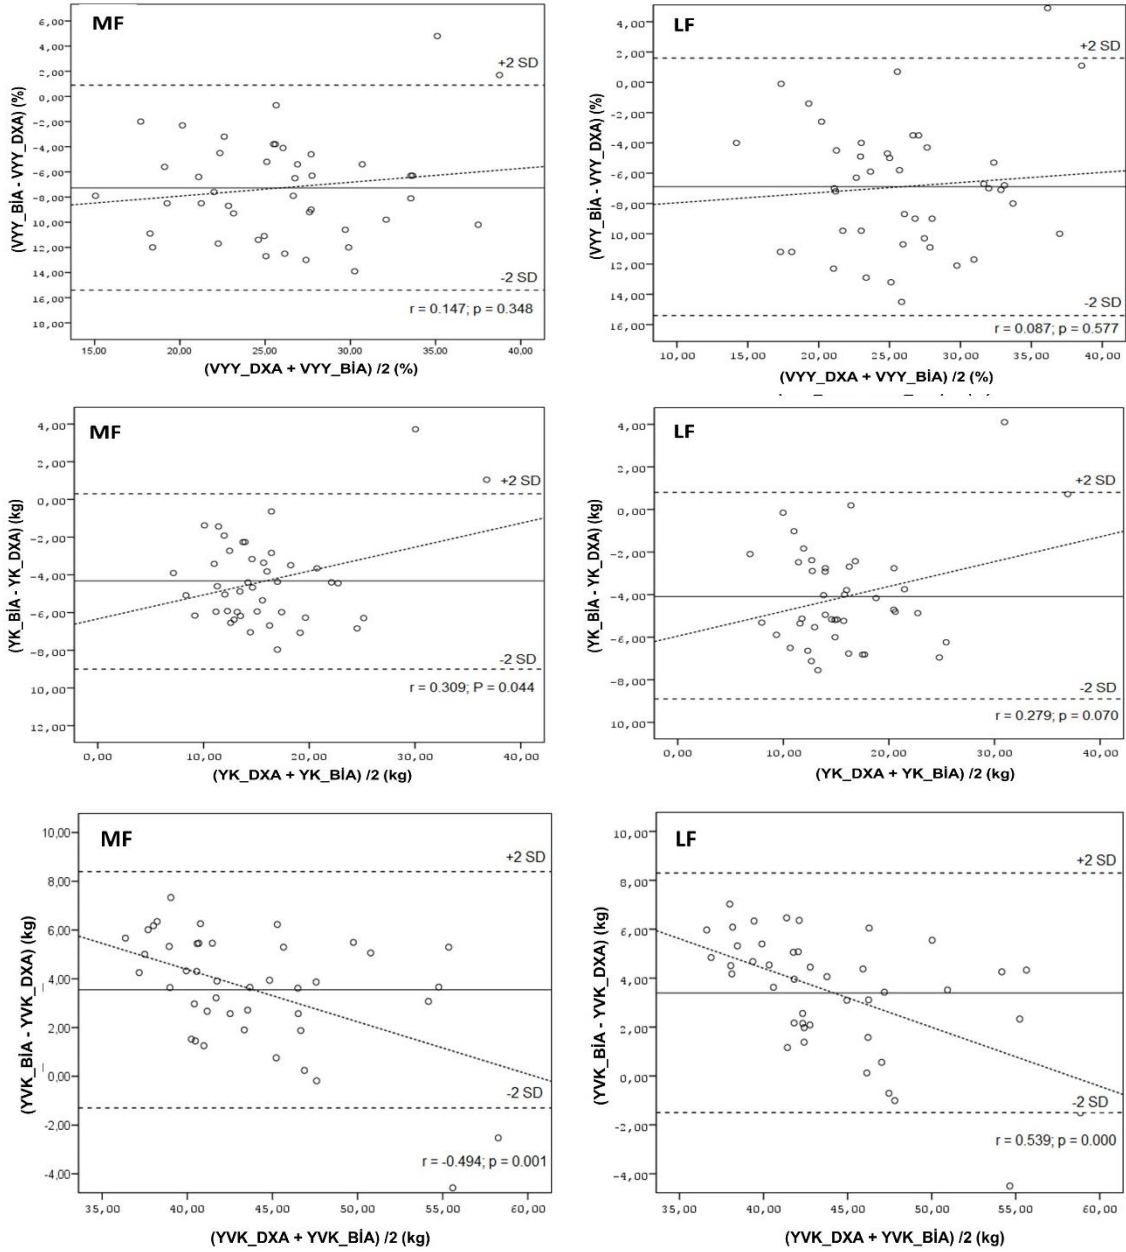 MF
6,00
4,00
2,00
0,00
-2,00
-4,00
-6,00
-8,00
10,00
12,00
14,00
16,00
18,00
(VYY_BİA - VYY_DXA) (%)
+2 SD
-2 SD
r = 0.147; p = 0.348
15,00 20,00 25,00 30,00 35,00 40,00
(VYY_DXA + VYY_BİA) /2 (%)
LF
4,00
2,00
0,00
-2,00
-4,00
-6,00
-8,00
10,00
12,00
14,00
16,00
(VYY_BİA - VYY_DXA) (%)
+2 SD
-2 SD
r = 0.087; p = 0.577
10,00 15,00 20,00 25,00 30,00 35,00 40,00
(VYY_DXA + VYY_BİA) /2 (%)
MF
4,00
2,00
0,00
-2,00
-4,00
-6,00
-8,00
10,00
12,00
(YK_BİA - YK_DXA) (kg)
+2 SD
-2 SD
r = 0.309; P = 0.044
0,00 10,00 20,00 30,00 40,00
(YK_DXA + YK_BİA) /2 (kg)
LF
4,00
2,00
0,00
-2,00
-4,00
-6,00
-8,00
10,00
(YK_BİA - YK_DXA) (kg)
+2 SD
-2 SD
r = 0.279; p = 0.070
0,00 10,00 20,00 30,00 40,00
(YK_DXA + YK_BİA) /2 (kg)
MF
10,00
8,00
6,00
4,00
2,00
0,00
-2,00
-4,00
(YVK_BİA - YVK_DXA) (kg)
+2 SD
-2 SD
r = -0.494; p = 0.001
35,00 40,00 45,00 50,00 55,00 60,00
(YVK_DXA + YVK_BİA) /2 (kg)
LF
10,00
8,00
6,00
4,00
2,00
0,00
-2,00
-4,00
(YVK_BİA - YVK_DXA) (kg)
+2 SD
-2 SD
r = 0.539; p = 0.000
35,00 40,00 45,00 50,00 55,00 60,00
(YVK_DXA + YVK_BİA) /2 (kg)